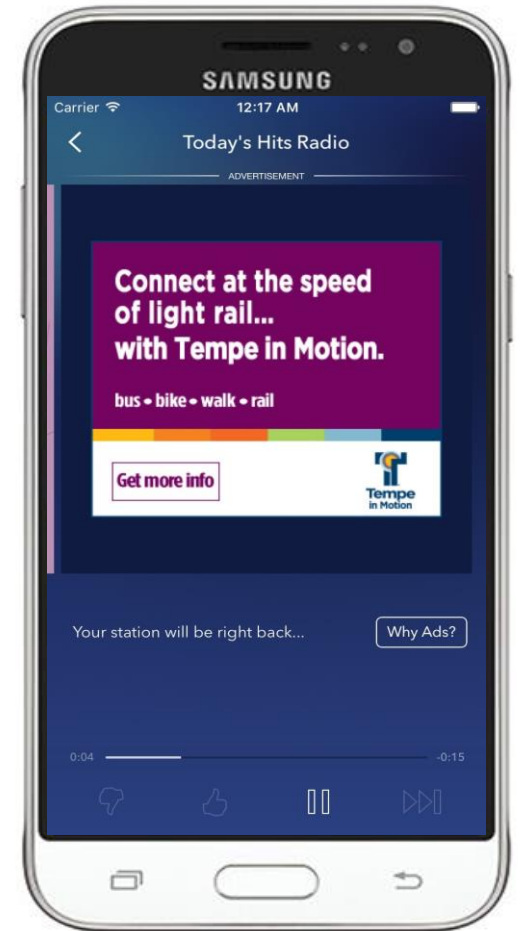 SAMSUNG
Carrier 12:17 AM
Today's Hits Radio
ADVERTISEMENT
Connect at the speed
of light rail...
with Tempe in Motion.
bus • bike • walk • rail
Get more info
Tempe
in Motion
Your station will be right back...
Why Ads?
0:04 -0:15